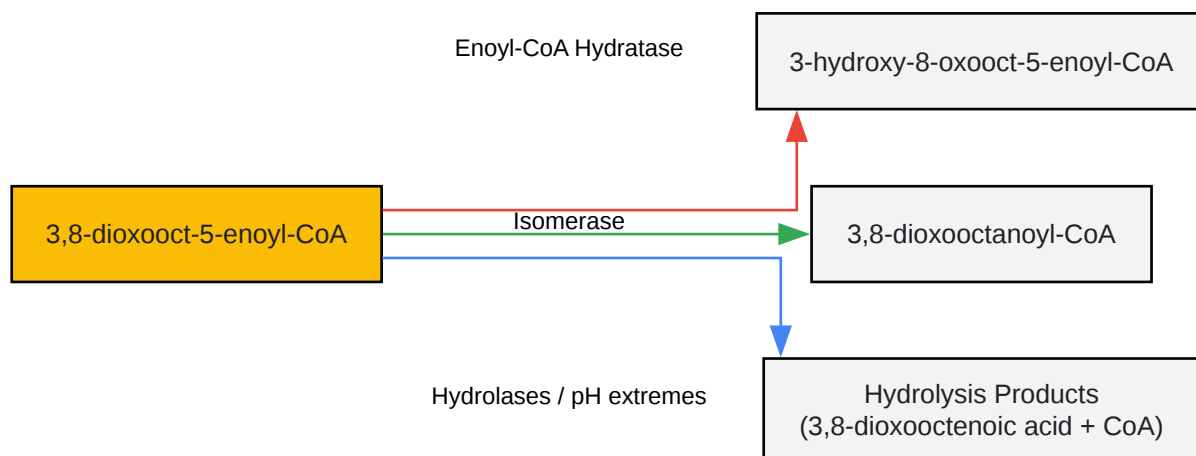 Enoyl-CoA Hydratase
3-hydroxy-8-oxooct-5-enoyl-CoA
3,8-dioxooct-5-enoyl-CoA
Isomerase
3,8-dioxooctanoyl-CoA
Hydrolases / pH extremes
Hydrolysis Products
(3,8-dioxooctenoic acid + CoA)